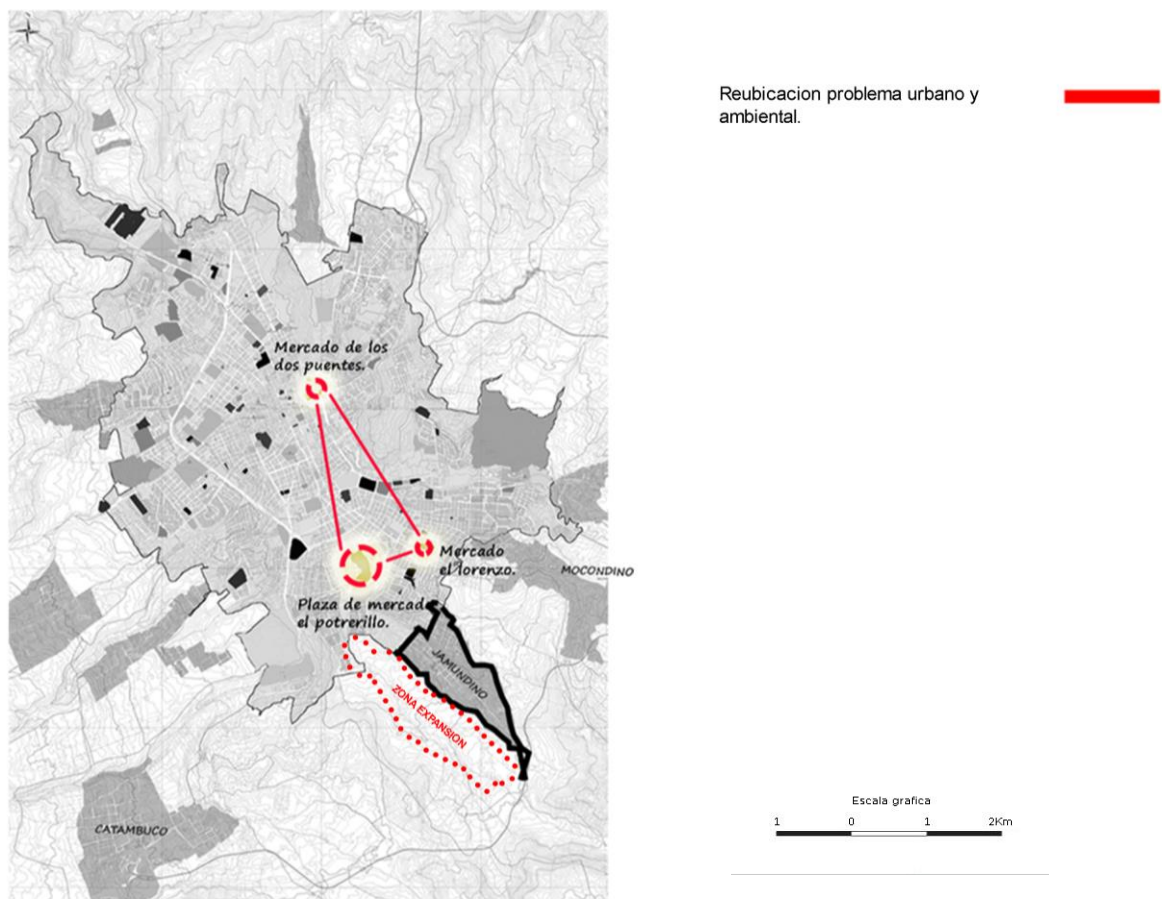 Reubicacion problema urbano y
ambiental.
Mercado de los
dos puentes.
Mercado
el lorenzo.
MOCONDINO
Plaza de mercado
el potrerillo.
JAMUNDINO
ZONA EXPANSION
CATAMBUCO
Escala grafica
1 0 1 2Km